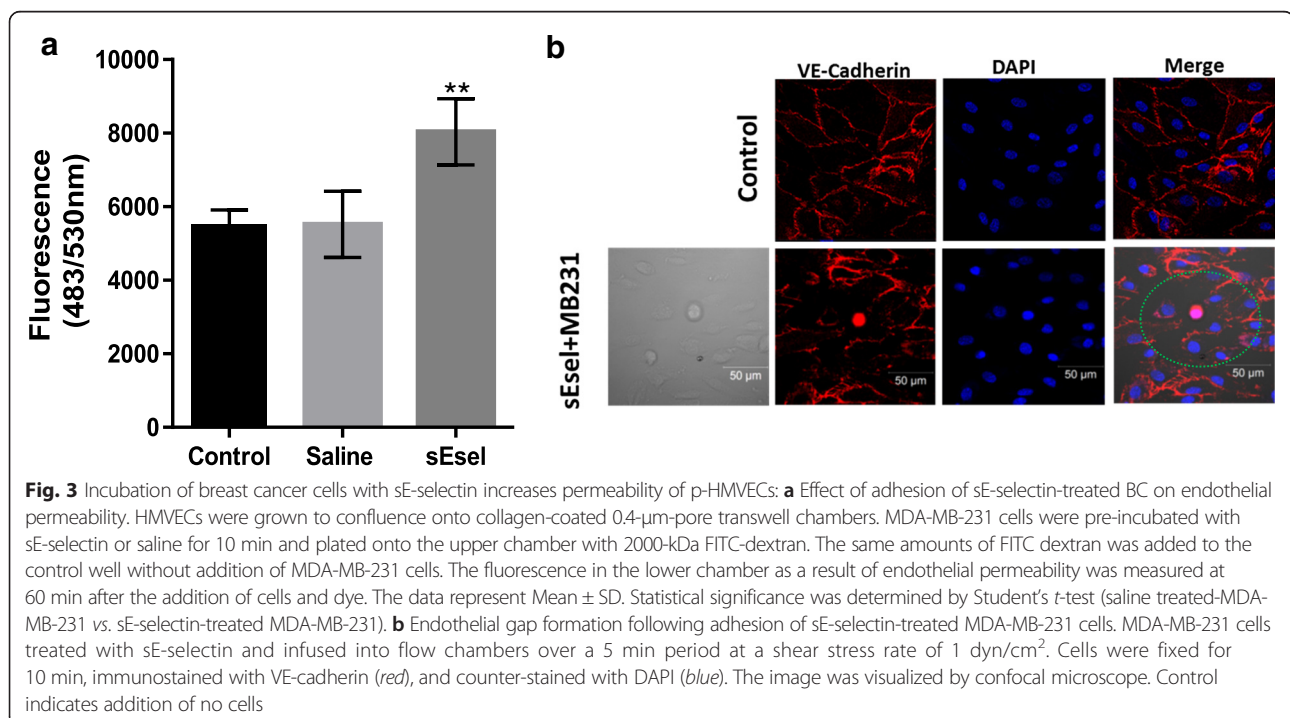 a
10000
8000
6000
4000
2000
0
Fluorescence
(483/530nm)
**
Control Saline sEsel
b
VE-Cadherin DAPI Merge
Control
sEsel+MB231
50 µm 50 µm 50 µm 50 µm
Fig. 3 Incubation of breast cancer cells with sE-selectin increases permeability of p-HMVECs: a Effect of adhesion of sE-selectin-treated BC on endothelial
permeability. HMVECs were grown to confluence onto collagen-coated 0.4-μm-pore transwell chambers. MDA-MB-231 cells were pre-incubated with
sE-selectin or saline for 10 min and plated onto the upper chamber with 2000-kDa FITC-dextran. The same amounts of FITC dextran was added to the
control well without addition of MDA-MB-231 cells. The fluorescence in the lower chamber as a result of endothelial permeability was measured at
60 min after the addition of cells and dye. The data represent Mean ± SD. Statistical significance was determined by Student's t-test (saline treated-MDA-
MB-231 vs. sE-selectin-treated MDA-MB-231). b Endothelial gap formation following adhesion of sE-selectin-treated MDA-MB-231 cells. MDA-MB-231 cells
treated with sE-selectin and infused into flow chambers over a 5 min period at a shear stress rate of 1 dyn/cm². Cells were fixed for
10 min, immunostained with VE-cadherin (red), and counter-stained with DAPI (blue). The image was visualized by confocal microscope. Control
indicates addition of no cells